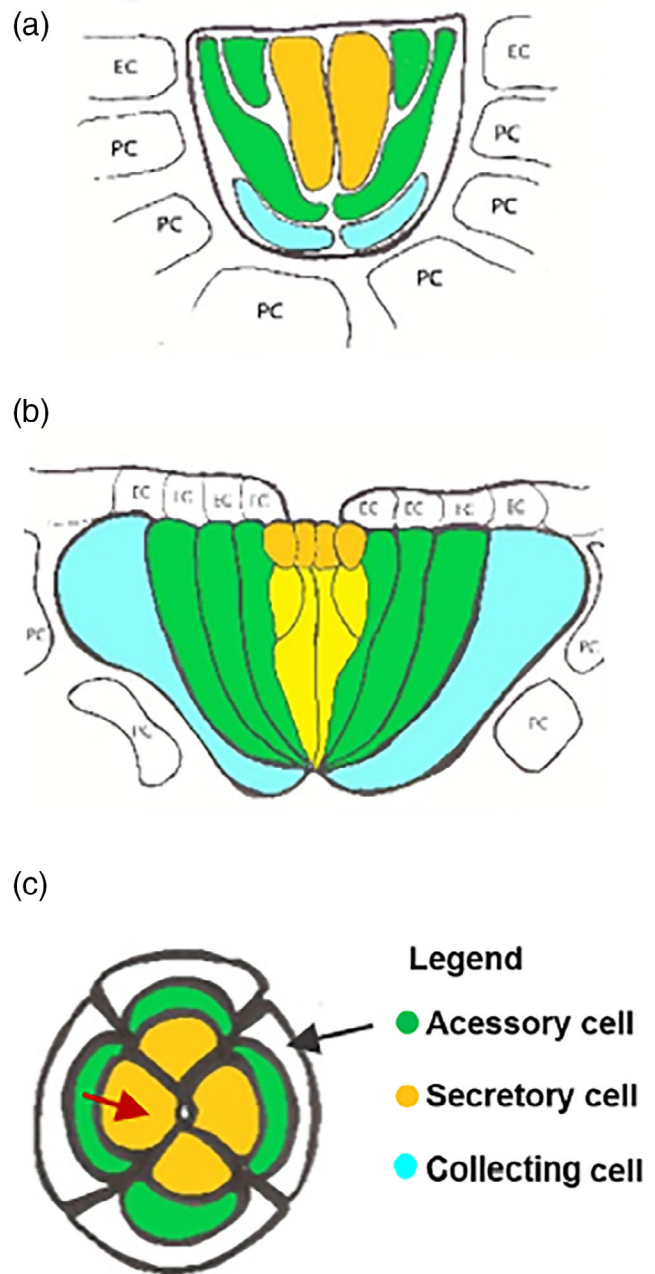 (a)
EC
EC
PC
PC
PC
PC
PC
PC
(b)
EC EC EC EC EC EC EC EC
PC
PC
PC
PC
(c)
Legend
Acessory cell
Secretory cell
Collecting cell